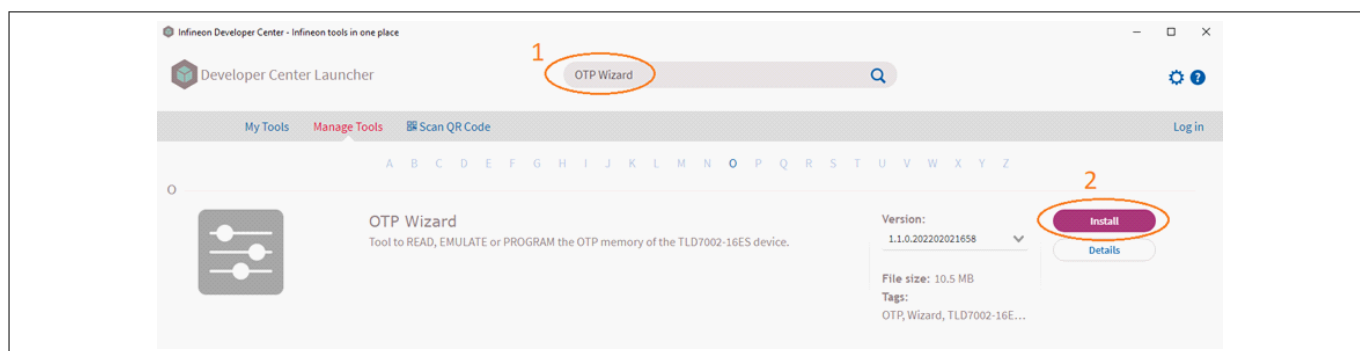 Infineon Developer Center - Infineon tools in one place
1
Developer Center Launcher
OTP Wizard
My Tools Manage Tools Scan QR Code Log in
A B C D E F G H I J K L M N O P Q R S T U V W X Y Z
O
2
OTP Wizard
Tool to READ, EMULATE or PROGRAM the OTP memory of the TLD7002-16ES device.
Version:
1.1.0.202202021658
Install
Details
File size: 10.5 MB
Tags:
OTP, Wizard, TLD7002-16E...